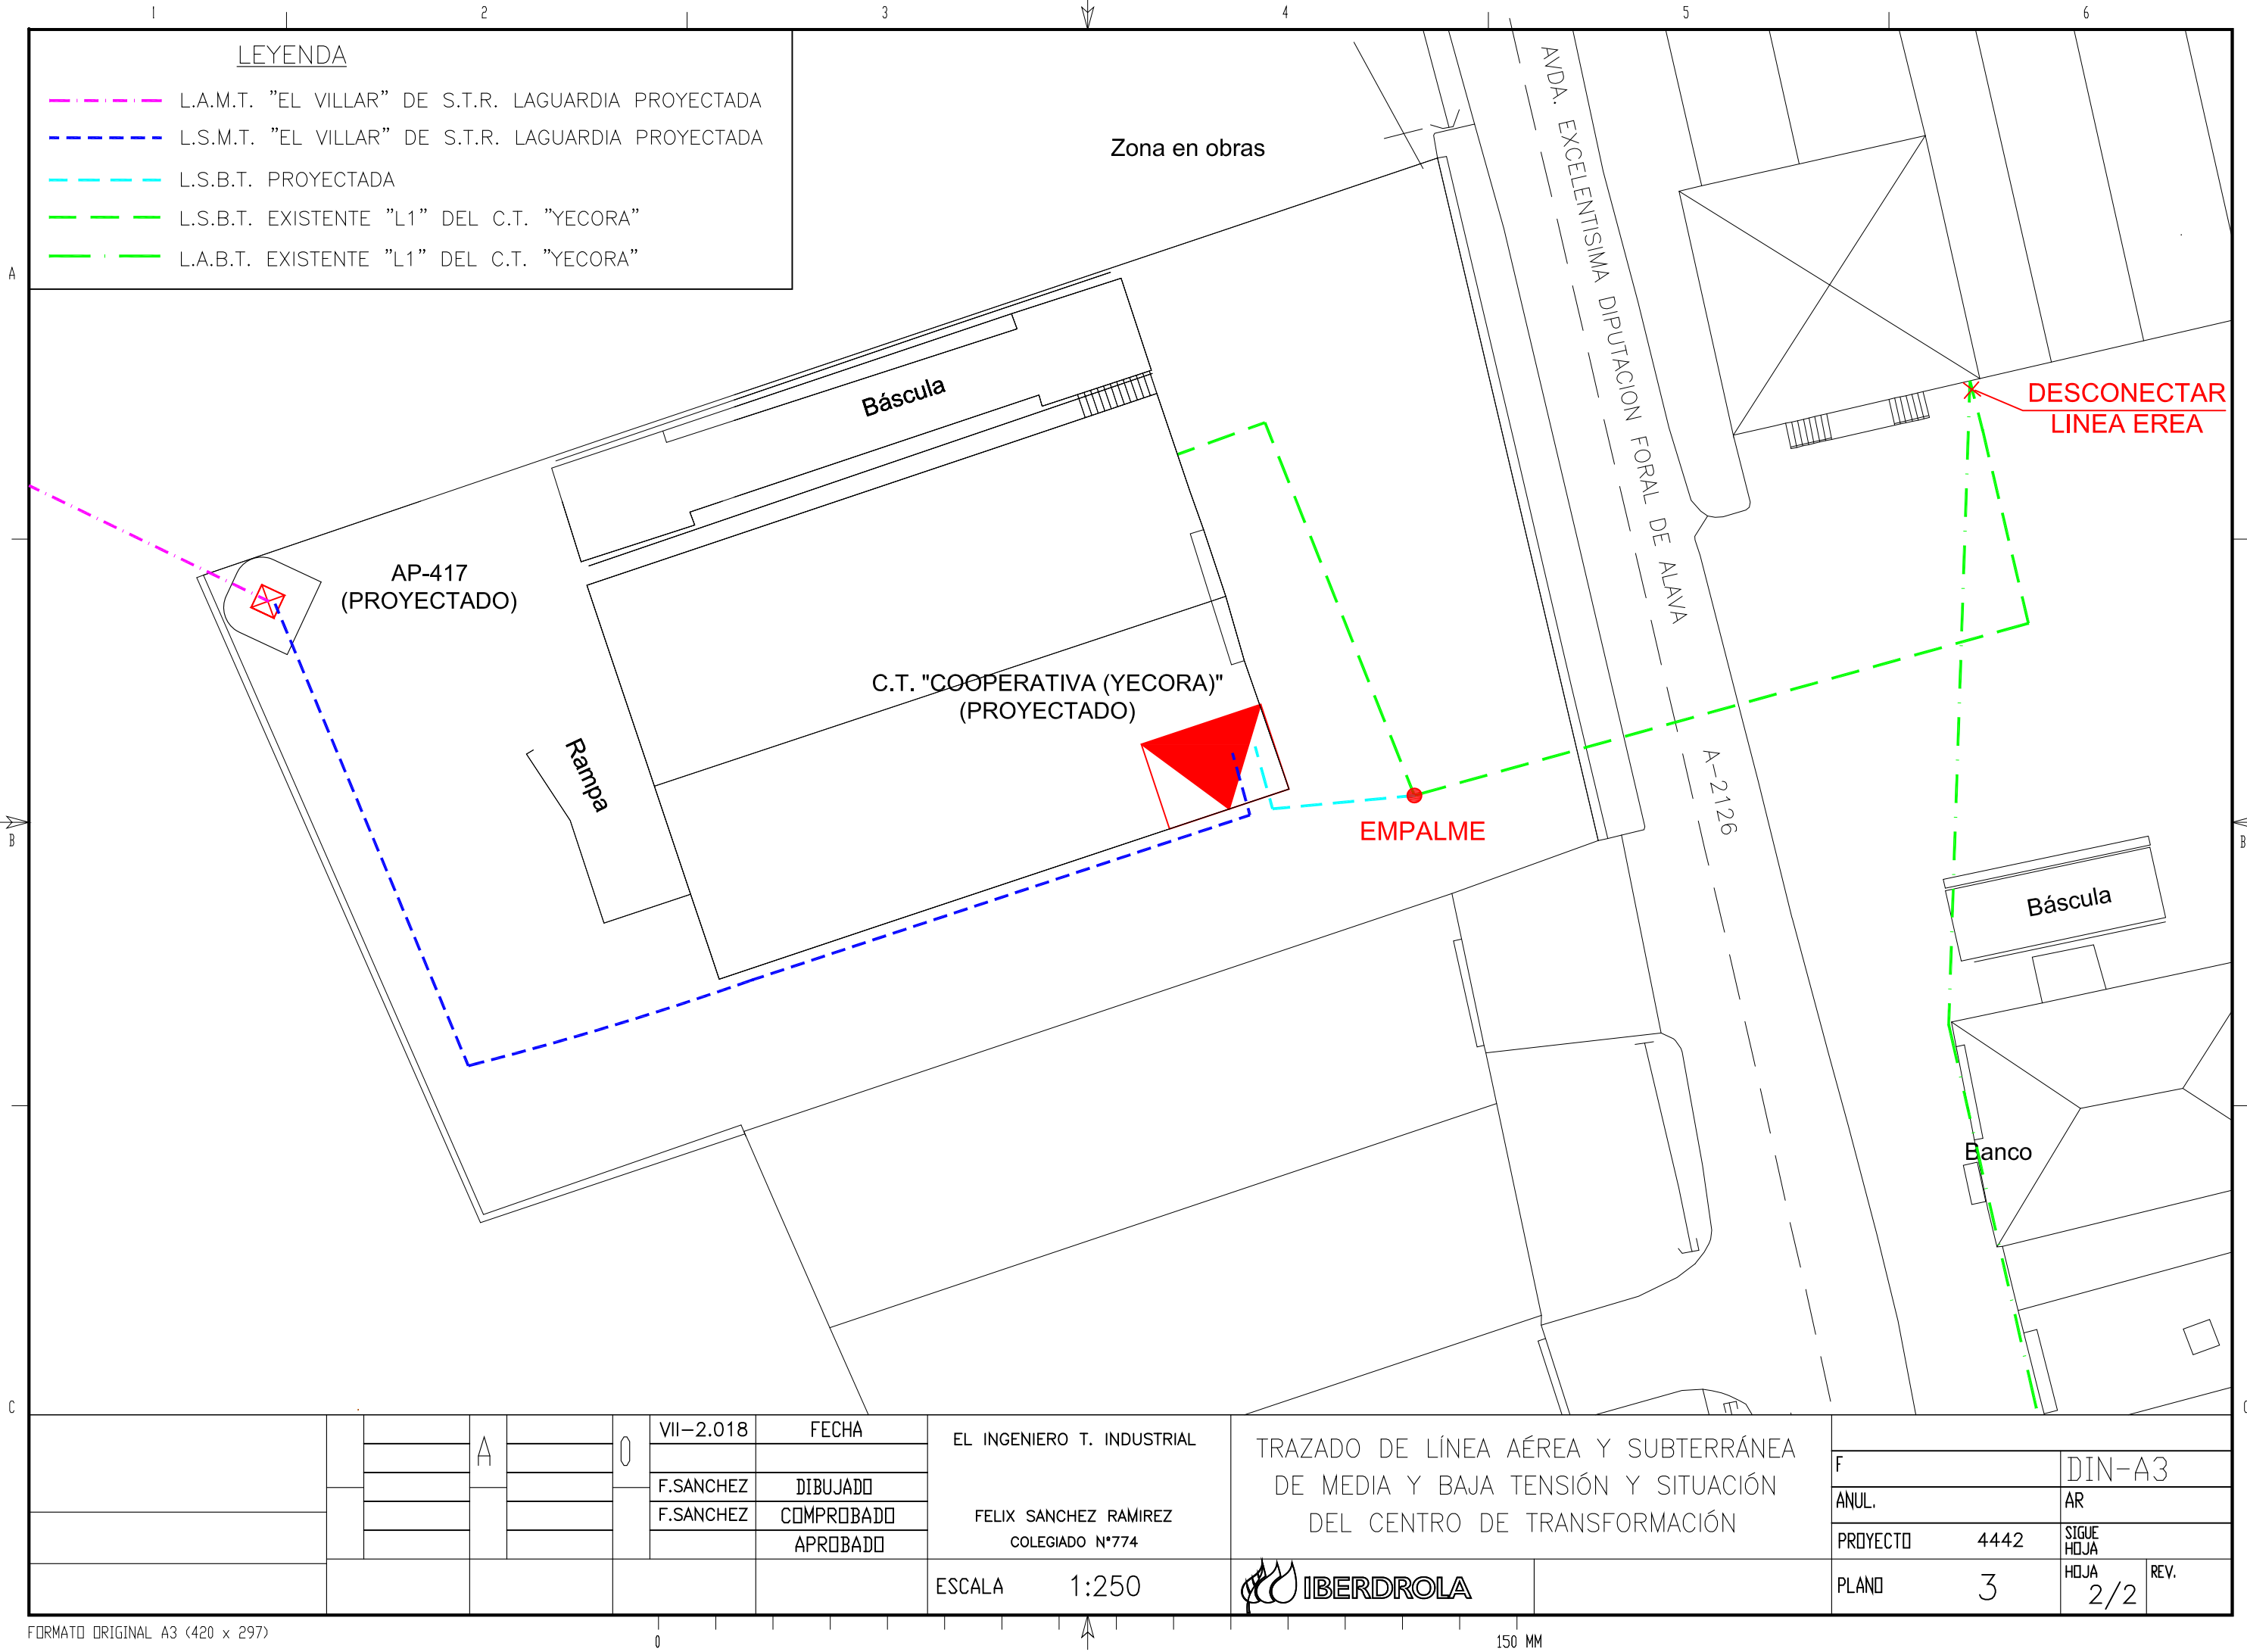 1 2 3 4 5 6
LEYENDA
L.A.M.T. "EL VILLAR" DE S.T.R. LAGUARDIA PROYECTADA
L.S.M.T. "EL VILLAR" DE S.T.R. LAGUARDIA PROYECTADA
L.S.B.T. PROYECTADA
L.S.B.T. EXISTENTE "L1" DEL C.T. "YECORA"
L.A.B.T. EXISTENTE "L1" DEL C.T. "YECORA"
Zona en obras
AVDA. EXCELENTISIMA DIPUTACION FORAL DE ALAVA
A
Báscula
DESCONECTAR
LINEA EREA
AP-417
(PROYECTADO)
C.T. "COOPERATIVA (YECORA)"
(PROYECTADO)
Rampa
A-2126
EMPALME
B
B
Báscula
Banco
E
C
C
A
O
VII-2.018 FECHA
F.SANCHEZ DIBUJADO
F.SANCHEZ COMPROBADO
APROBADO
EL INGENIERO T. INDUSTRIAL
FELIX SANCHEZ RAMIREZ
COLEGIADO Nº774
ESCALA 1:250
TRAZADO DE LÍNEA AÉREA Y SUBTERRÁNEA
DE MEDIA Y BAJA TENSIÓN Y SITUACIÓN
DEL CENTRO DE TRANSFORMACIÓN
IBERDROLA
F DIN-A3
ANUL. AR
PROYECTO 4442 SIGUE
HOJA
PLANO 3 HOJA 2/2 REV.
FORMATO ORIGINAL A3 (420 x 297)
0 150 MM